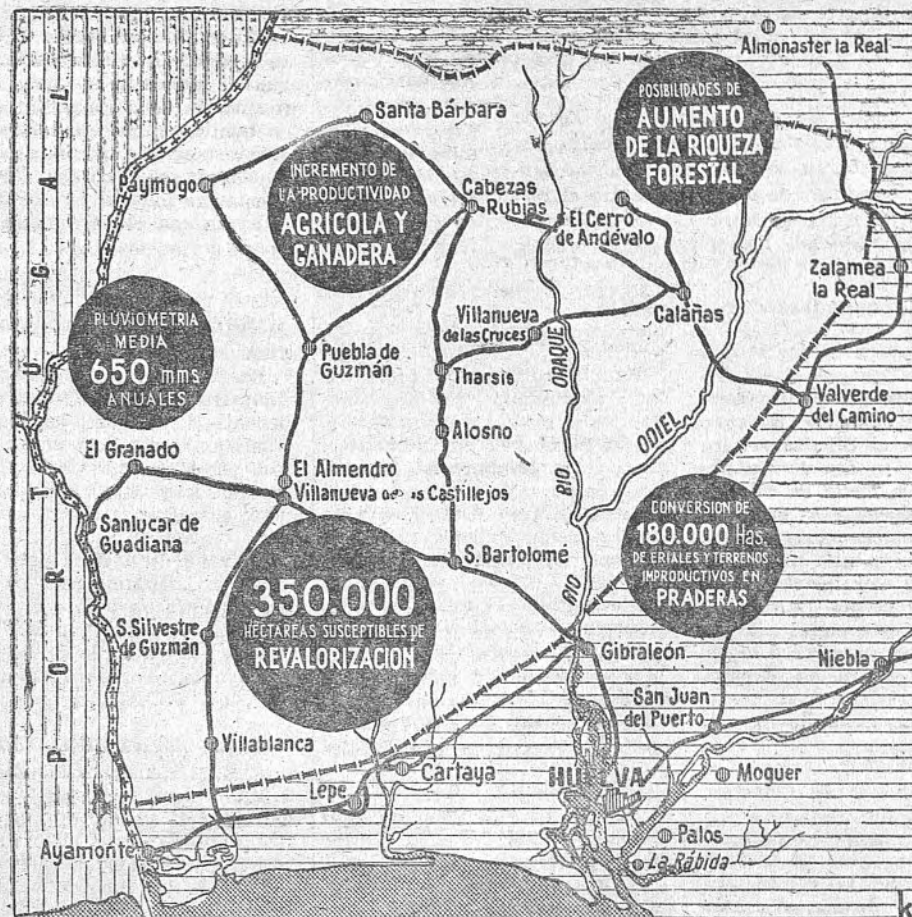 Almonaster la Real
POSIBILIDADES DE
AUMENTO
DE LA RIQUEZA
FORESTAL
Santa Bárbara
INCREMENTO DE
LA PRODUCTIVIDAD
AGRICOLA Y
GANADERA
Paymogo
Cabezas
Rubias
El Cerro
de Andévalo
Zalamea
la Real
PLUVIOMETRIA
MEDIA
650 mms
ANUALES
Puebla de
Guzmán
Villanueva
de las Cruces
Calañas
Tharsis
RIO ORAQUE
Valverde
del Camino
Alosno
ODIEL
El Granado
El Almendro
Villanueva de Castillejos
Sanlucar de
Guadiana
S. Bartolomé
CONVERSION DE
180.000 Has.
DE ERIALES Y TERRENOS
IMPRODUCTIVOS EN
PRADERAS
350.000
HECTAREAS SUSCEPTIBLES DE
REVALORIZACION
RIO
S. Silvestre
de Guzmán
Gibraleón
Niebla
San Juan
del Puerto
Villablanca
Cartaya
HUELVA
Moguer
Lepe
Palos
La Rábida
Ayamonte
PORTUGAL